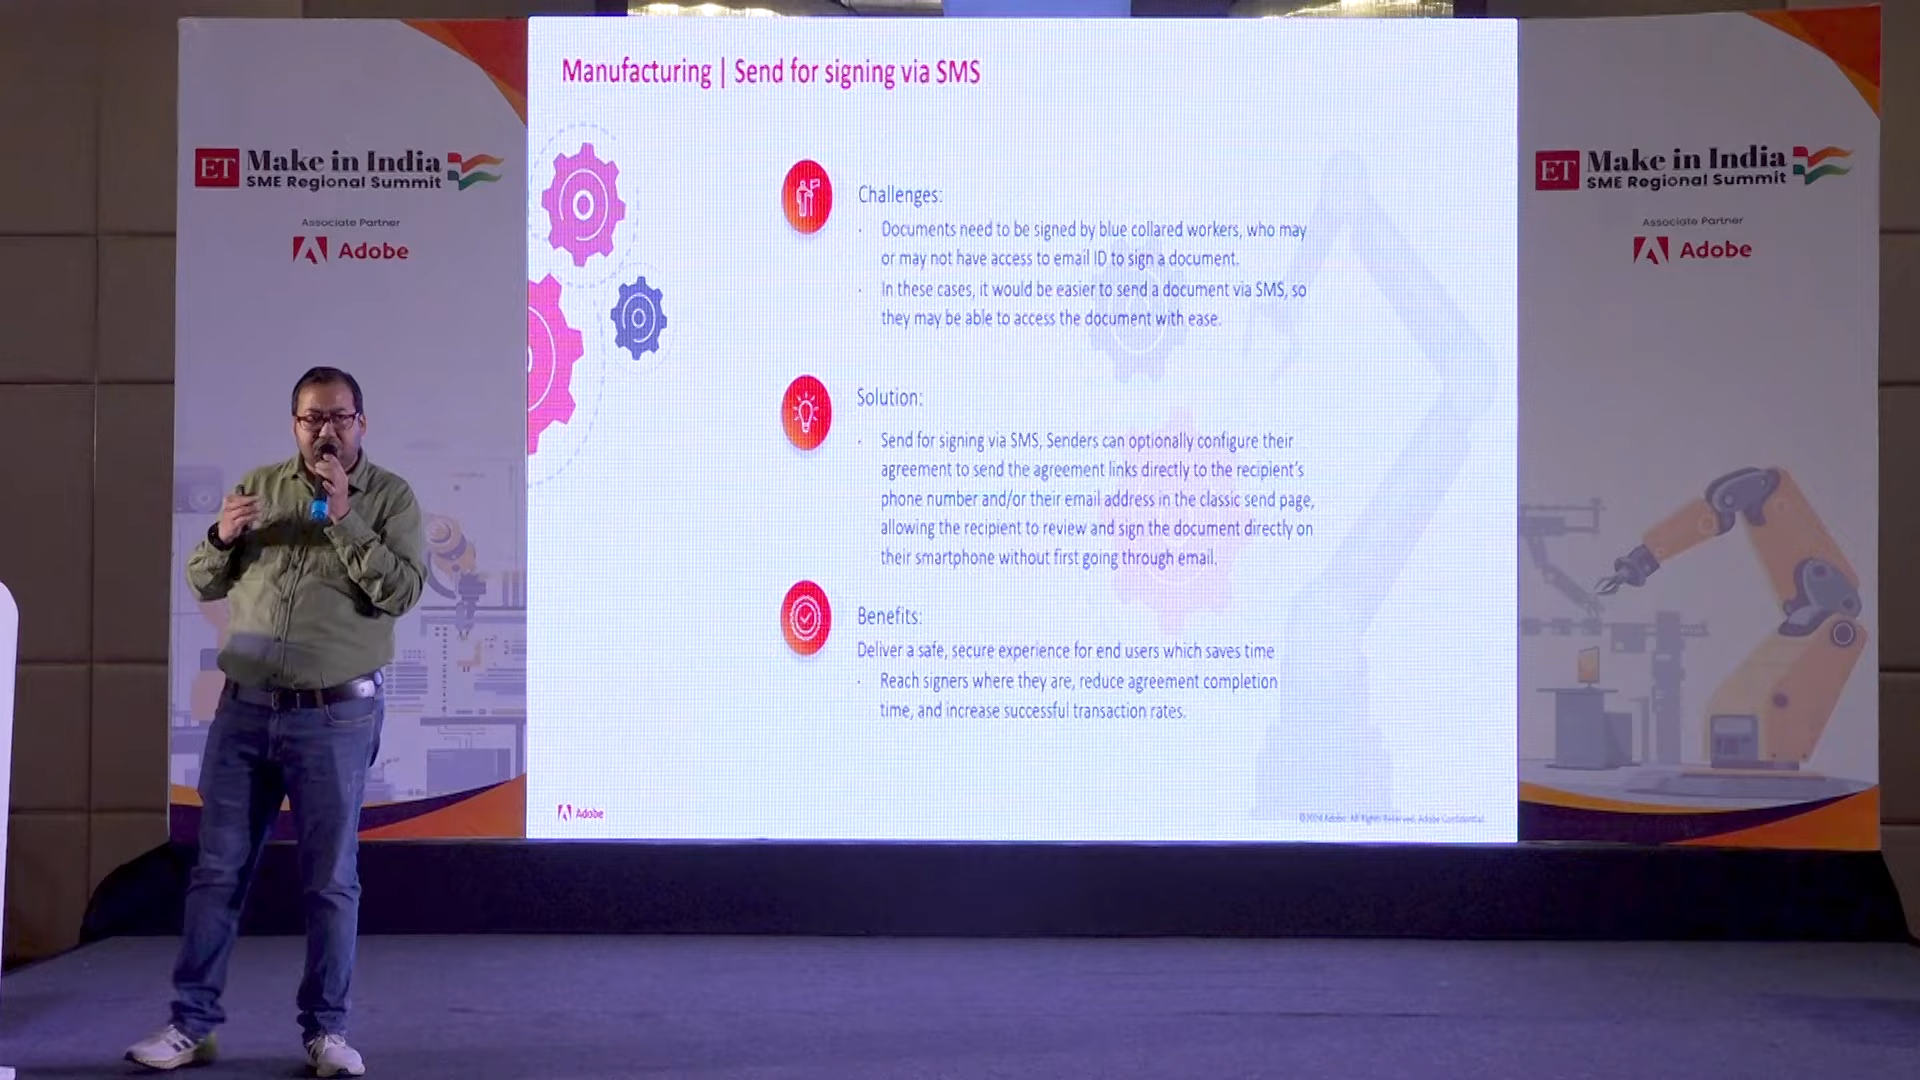 Manufacturing | Send for signing via SMS
ET Make in India
SME Regional Summit
Associate Partner
Adobe
Challenges:
· Documents need to be signed by blue collared workers, who may
or may not have access to email ID to sign a document.
· In these cases, it would be easier to send a document via SMS, so
they may be able to access the document with ease.
Solution:
· Send for signing via SMS, Senders can optionally configure their
agreement to send the agreement links directly to the recipient's
phone number and/or their email address in the classic send page,
allowing the recipient to review and sign the document directly on
their smartphone without first going through email.
Benefits:
Deliver a safe, secure experience for end users which saves time
· Reach signers where they are, reduce agreement completion
time, and increase successful transaction rates.
Adobe
©2024 Adobe. All Rights Reserved. Adobe Confidential.
ET Make in India
SME Regional Summit
Associate Partner
Adobe